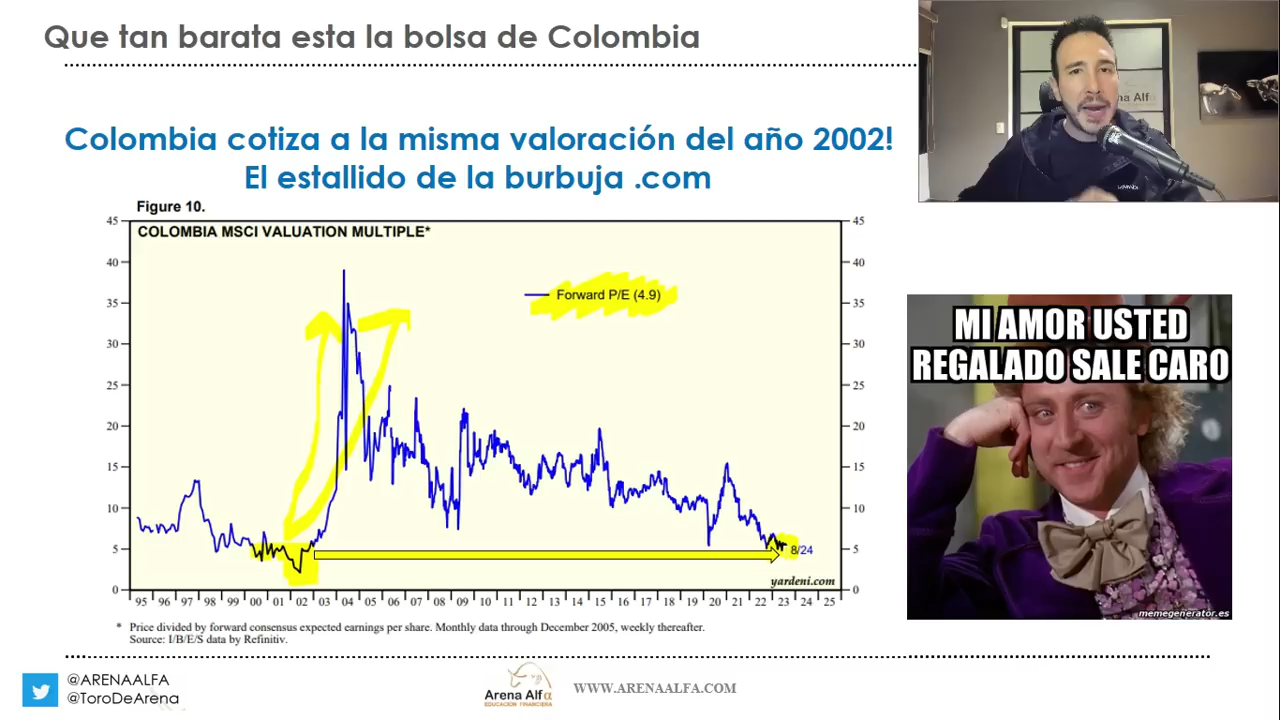 Que tan barata esta la bolsa de Colombia
Colombia cotiza a la misma valoración del año 2002!
El estallido de la burbuja .com
Figure 10.
COLOMBIA MSCI VALUATION MULTIPLE*
Forward P/E (4.9)
45 45
40 40
35 35
30 30
25 25
20 20
15 15
10 10
5 5
0 0
8/24
yardeni.com
95 96 97 98 99 00 01 02 03 04 05 06 07 08 09 10 11 12 13 14 15 16 17 18 19 20 21 22 23 24 25
* Price divided by forward consensus expected earnings per share. Monthly data through December 2005, weekly thereafter.
Source: I/B/E/S data by Refinitiv.
MI AMOR USTED
REGALADO SALE CARO
memegenerator.es
@ARENAALFA
@ToroDeArena
Arena Alfα
EDUCACIÓN FINANCIERA
WWW.ARENAALFA.COM